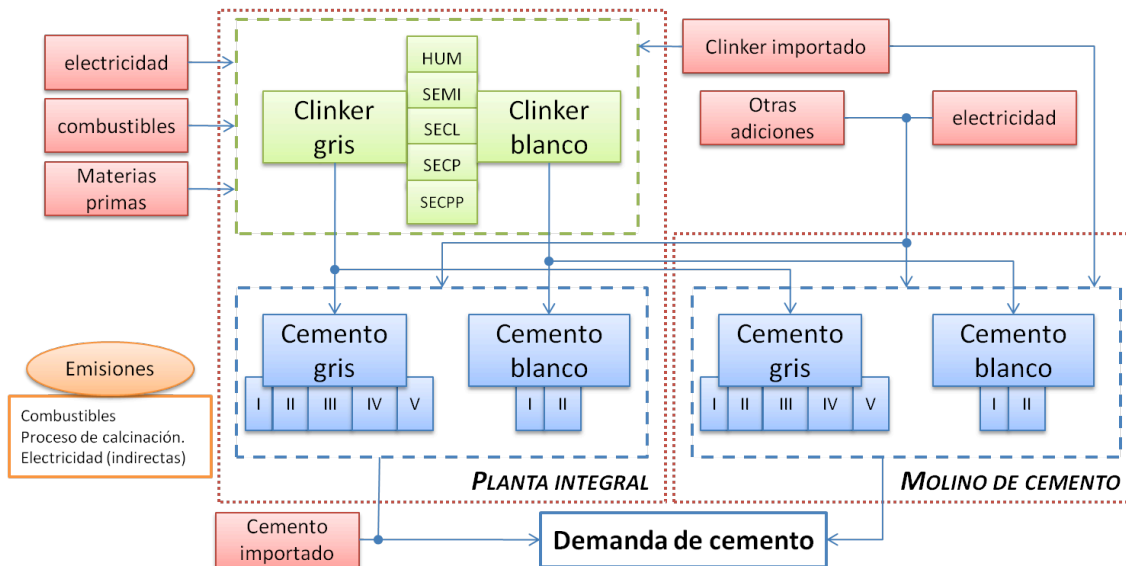 electricidad
combustibles
Materias
primas
HUM
SEMI
SECL
SECP
SECPP
Clinker
gris
Clinker
blanco
Clinker importado
Otras
adiciones
electricidad
Cemento
gris
I II III IV V
Cemento
blanco
I II
Cemento
gris
I II III IV V
Cemento
blanco
I II
Emisiones
Combustibles
Proceso de calcinación.
Electricidad (indirectas)
PLANTA INTEGRAL
MOLINO DE CEMENTO
Cemento
importado
Demanda de cemento